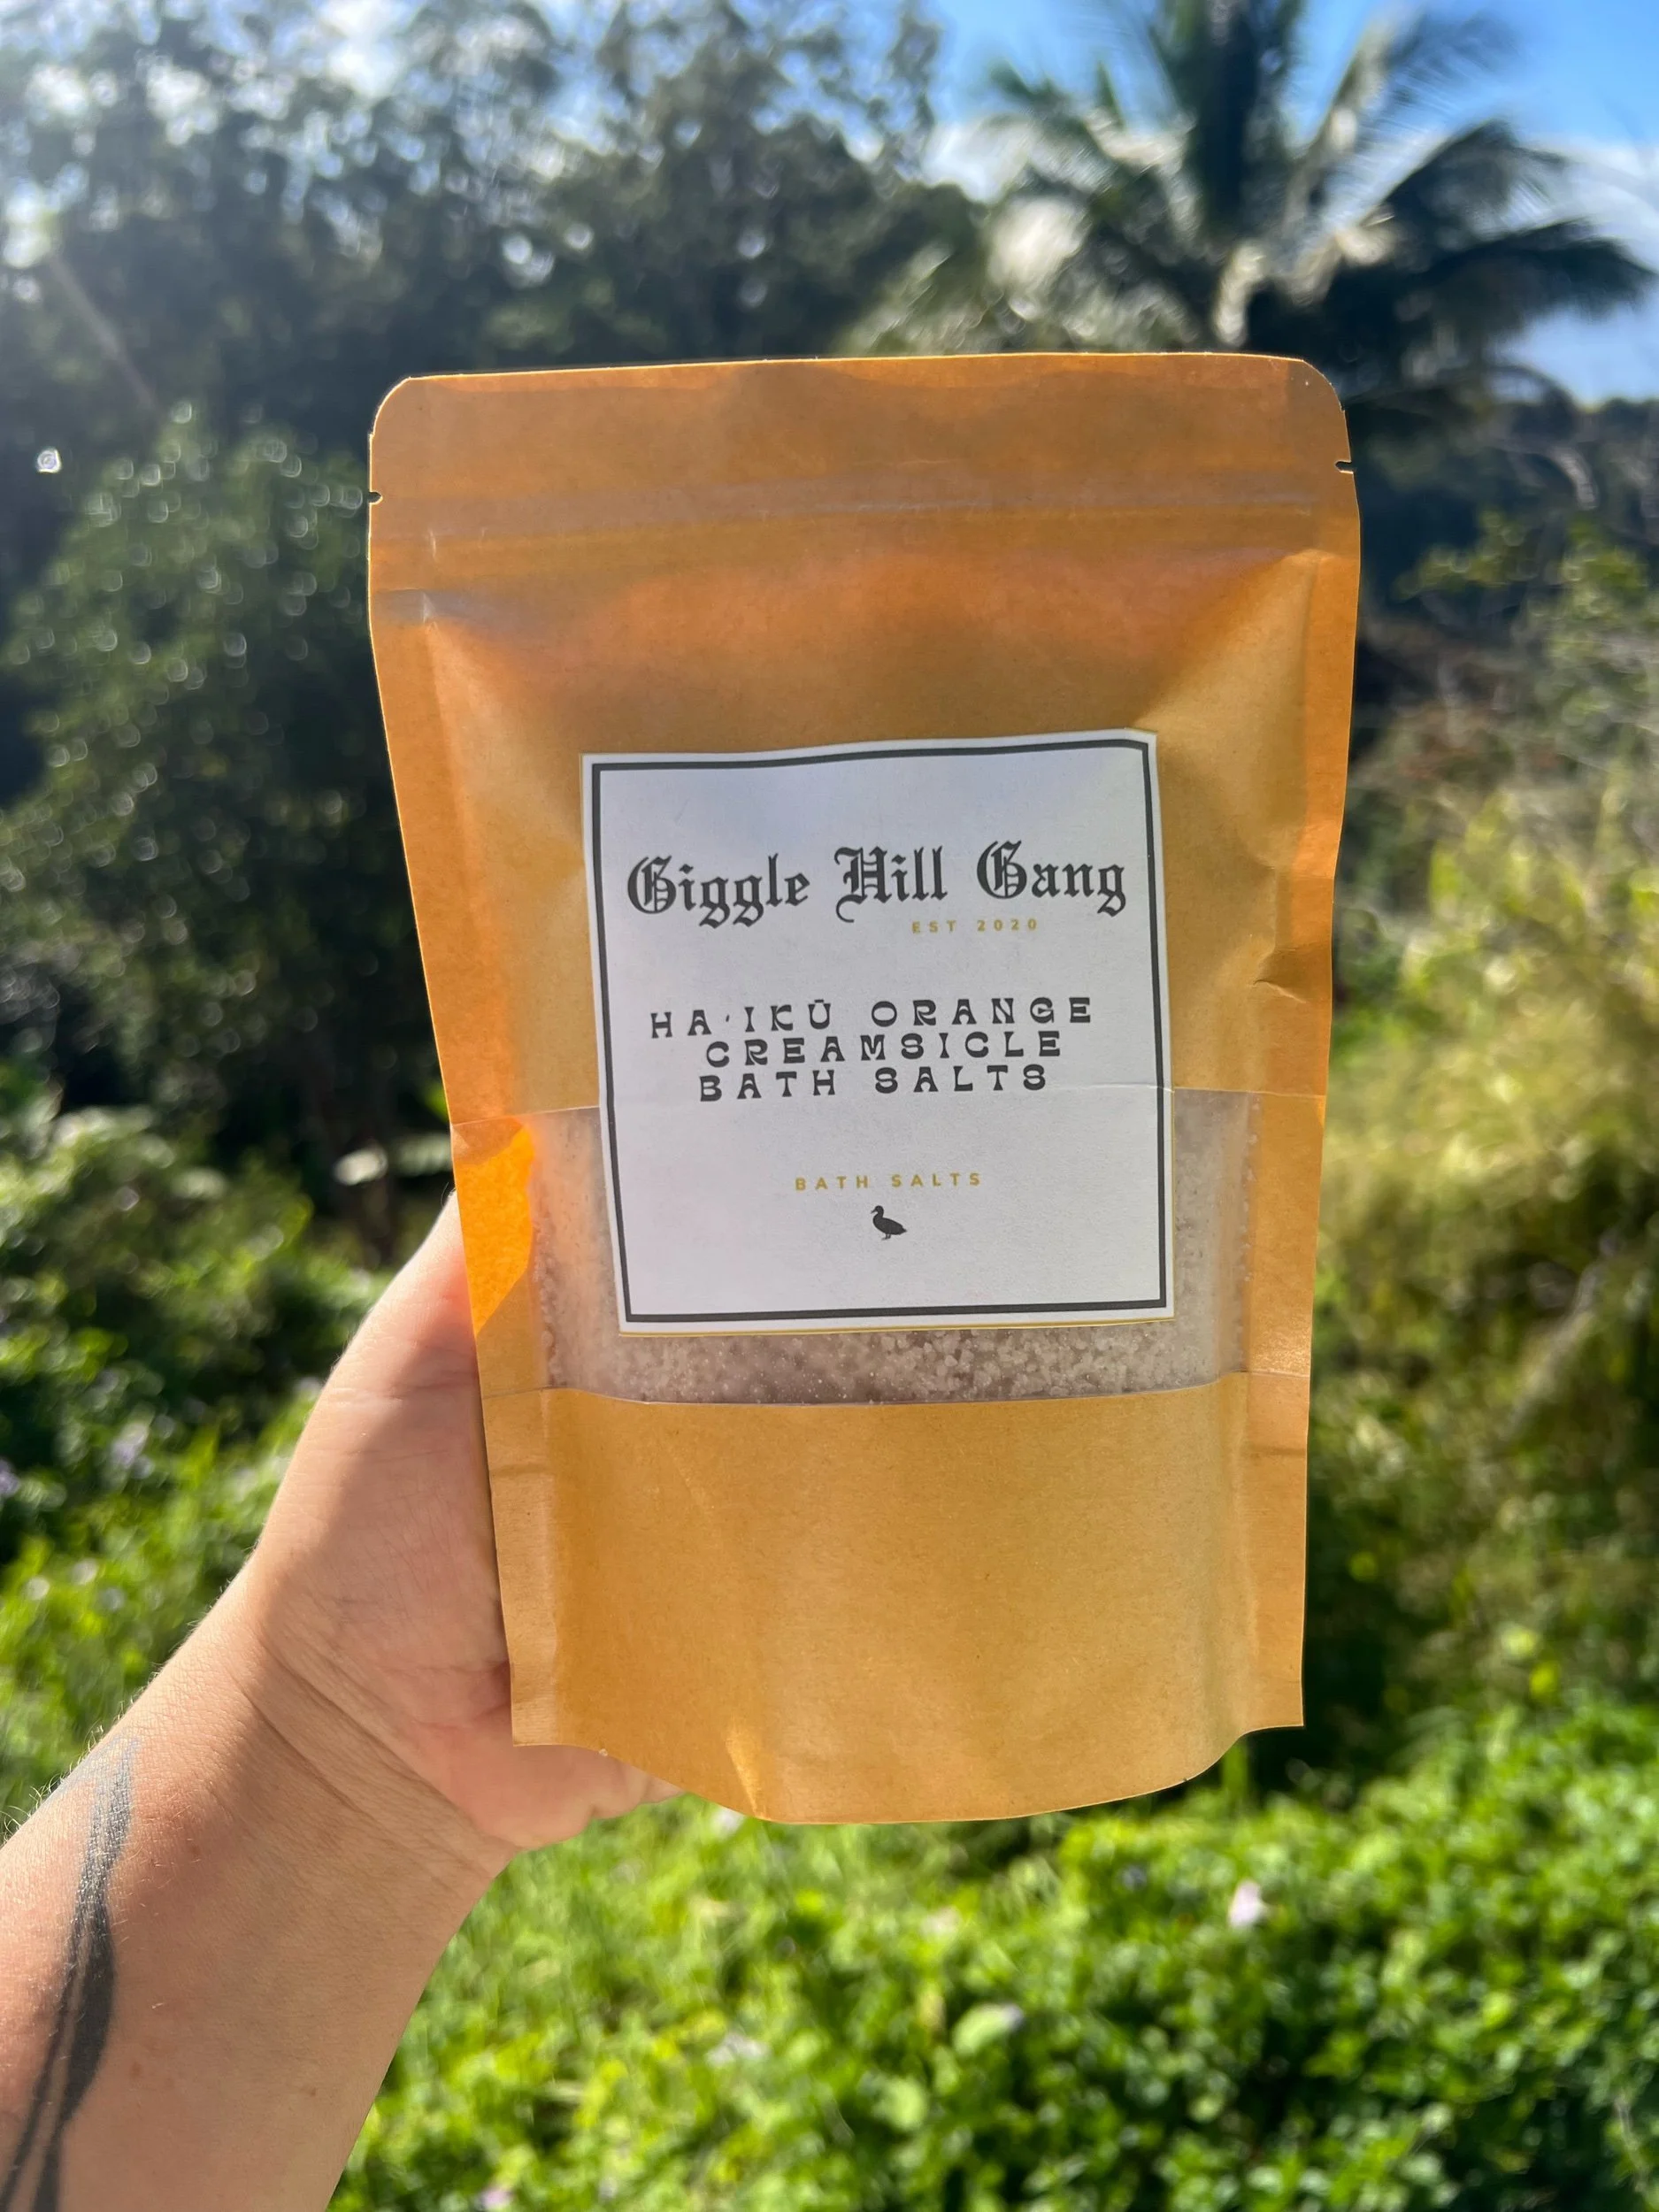 Giggle Hill Gang
EST 2020
HA'IKŪ ORANGE
CREAMSICLE
BATH SALTS
BATH SALTS